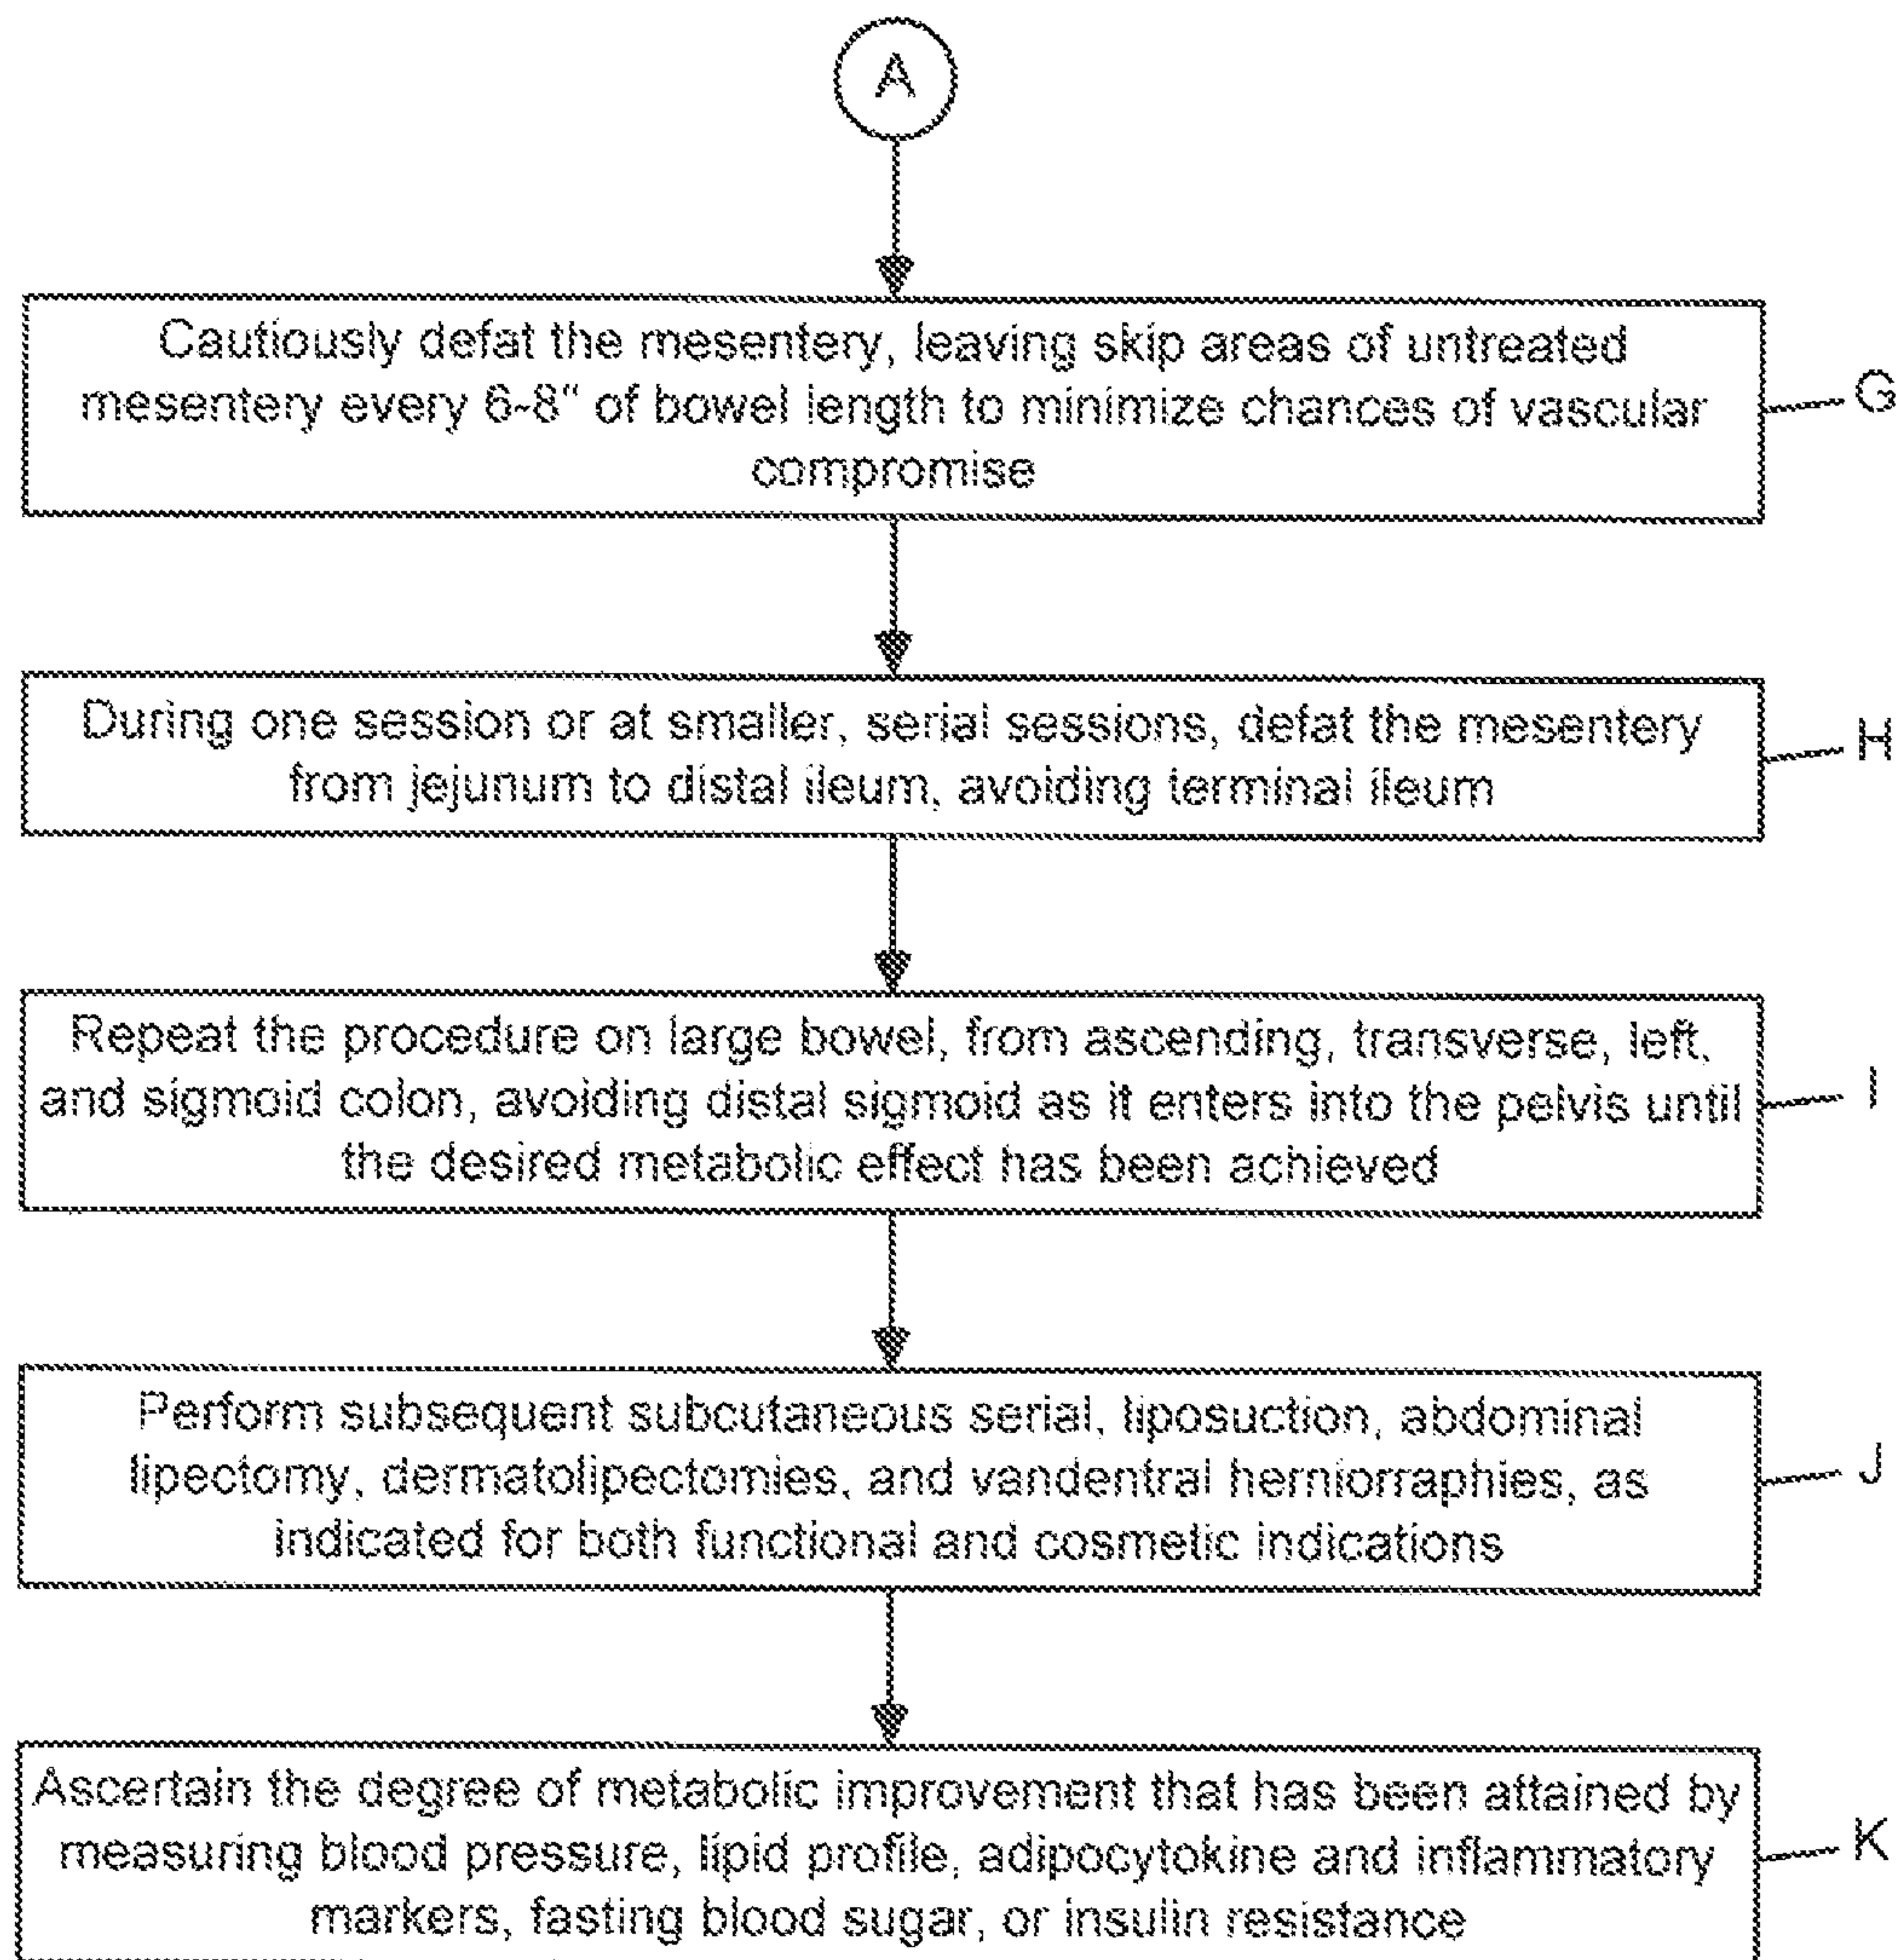 A
Cautiously defat the mesentery, leaving skip areas of untreated
mesentery every 6-8" of bowel length to minimize chances of vascular
compromise
G
During one session or at smaller, serial sessions, defat the mesentery
from jejunum to distal ileum, avoiding terminal ileum
H
Repeat the procedure on large bowel, from ascending, transverse, left,
and sigmoid colon, avoiding distal sigmoid as it enters into the pelvis until
the desired metabolic effect has been achieved
I
Perform subsequent subcutaneous serial, liposuction, abdominal
lipectomy, dermatolipectomies, and vandentral herniorraphies, as
indicated for both functional and cosmetic indications
J
Ascertain the degree of metabolic improvement that has been attained by
measuring blood pressure, lipid profile, adipocytokine and inflammatory
markers, fasting blood sugar, or insulin resistance
K